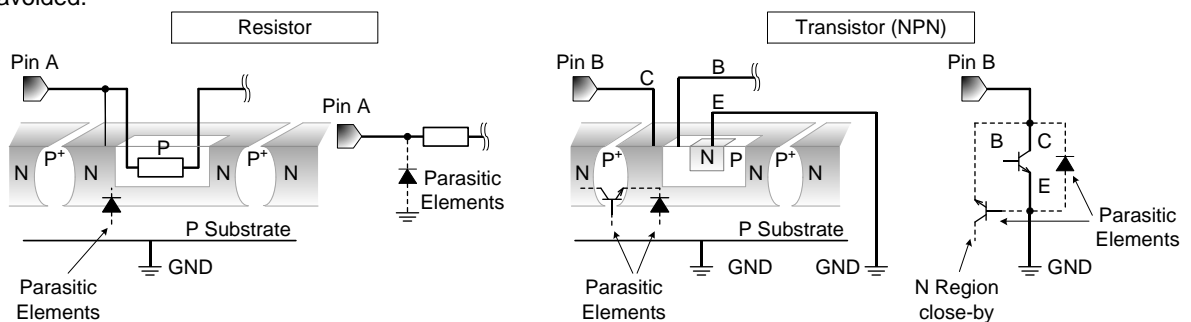 avoided.
Resistor
Transistor (NPN)
Pin A
Pin A
N
P+
N
P
N
P+
N
Parasitic
Elements
P Substrate
GND
Parasitic
Elements
Pin B
C
B
E
N
P+
N
N
P
N
P+
N
P Substrate
GND
GND
Parasitic
Elements
Pin B
B
C
E
Parasitic
Elements
GND
N Region
close-by